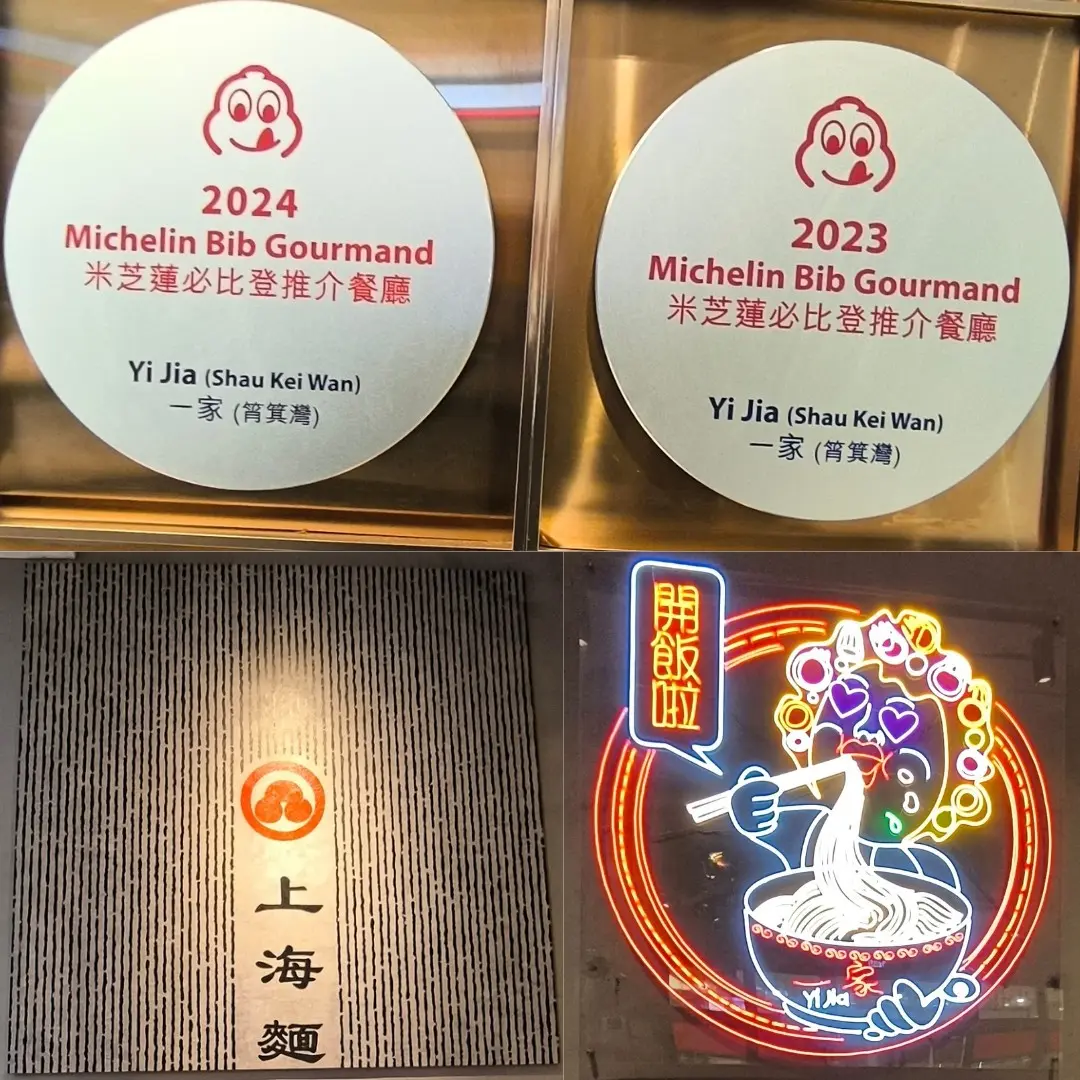 2024
Michelin Bib Gourmand
米芝蓮必比登推介餐廳
Yi Jia (Shau Kei Wan)
一家 (筲箕灣)
2023
Michelin Bib Gourmand
米芝蓮必比登推介餐廳
Yi Jia (Shau Kei Wan)
一家 (筲箕灣)
上海麵
開飯啦
一家
Yi Jia